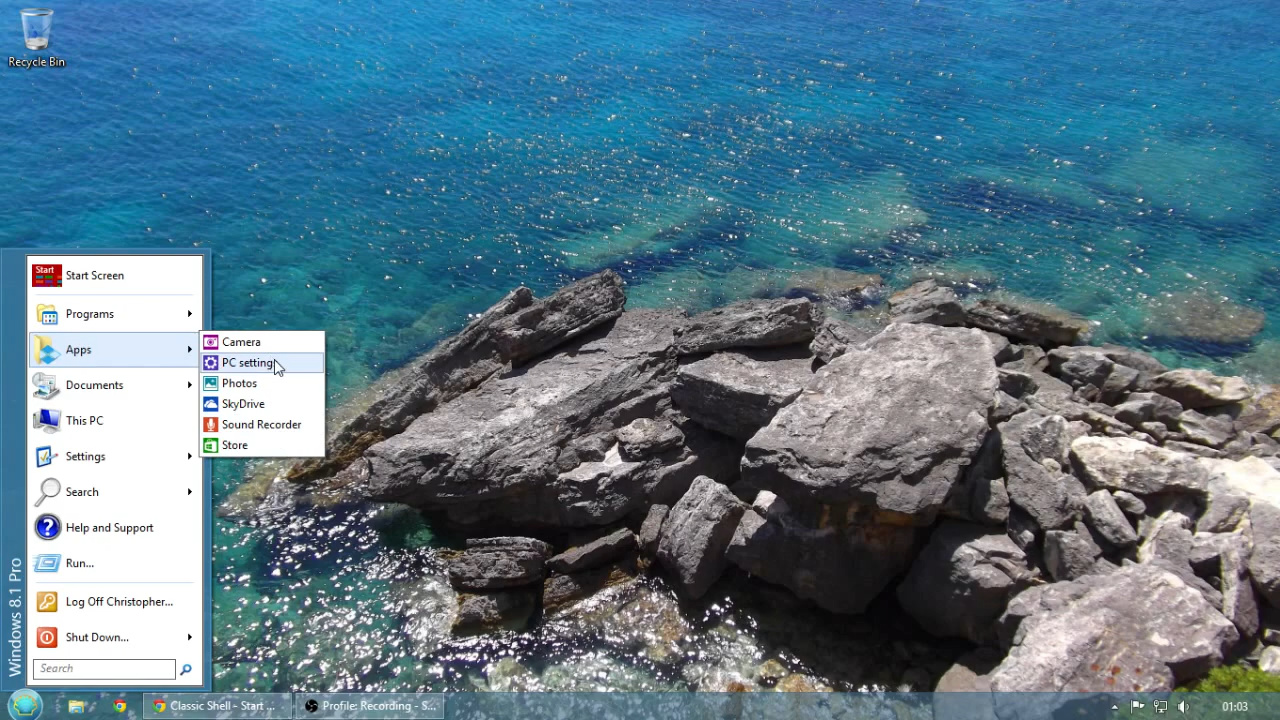 Recycle Bin
Start
Start Screen
Programs
Apps
Camera
PC setting
Photos
SkyDrive
Sound Recorder
Store
Documents
This PC
Settings
Search
Help and Support
Run...
Log Off Christopher...
Shut Down...
Search
Windows 8.1 Pro
Classic Shell - Start ...
Profile: Recording - S...
01:03